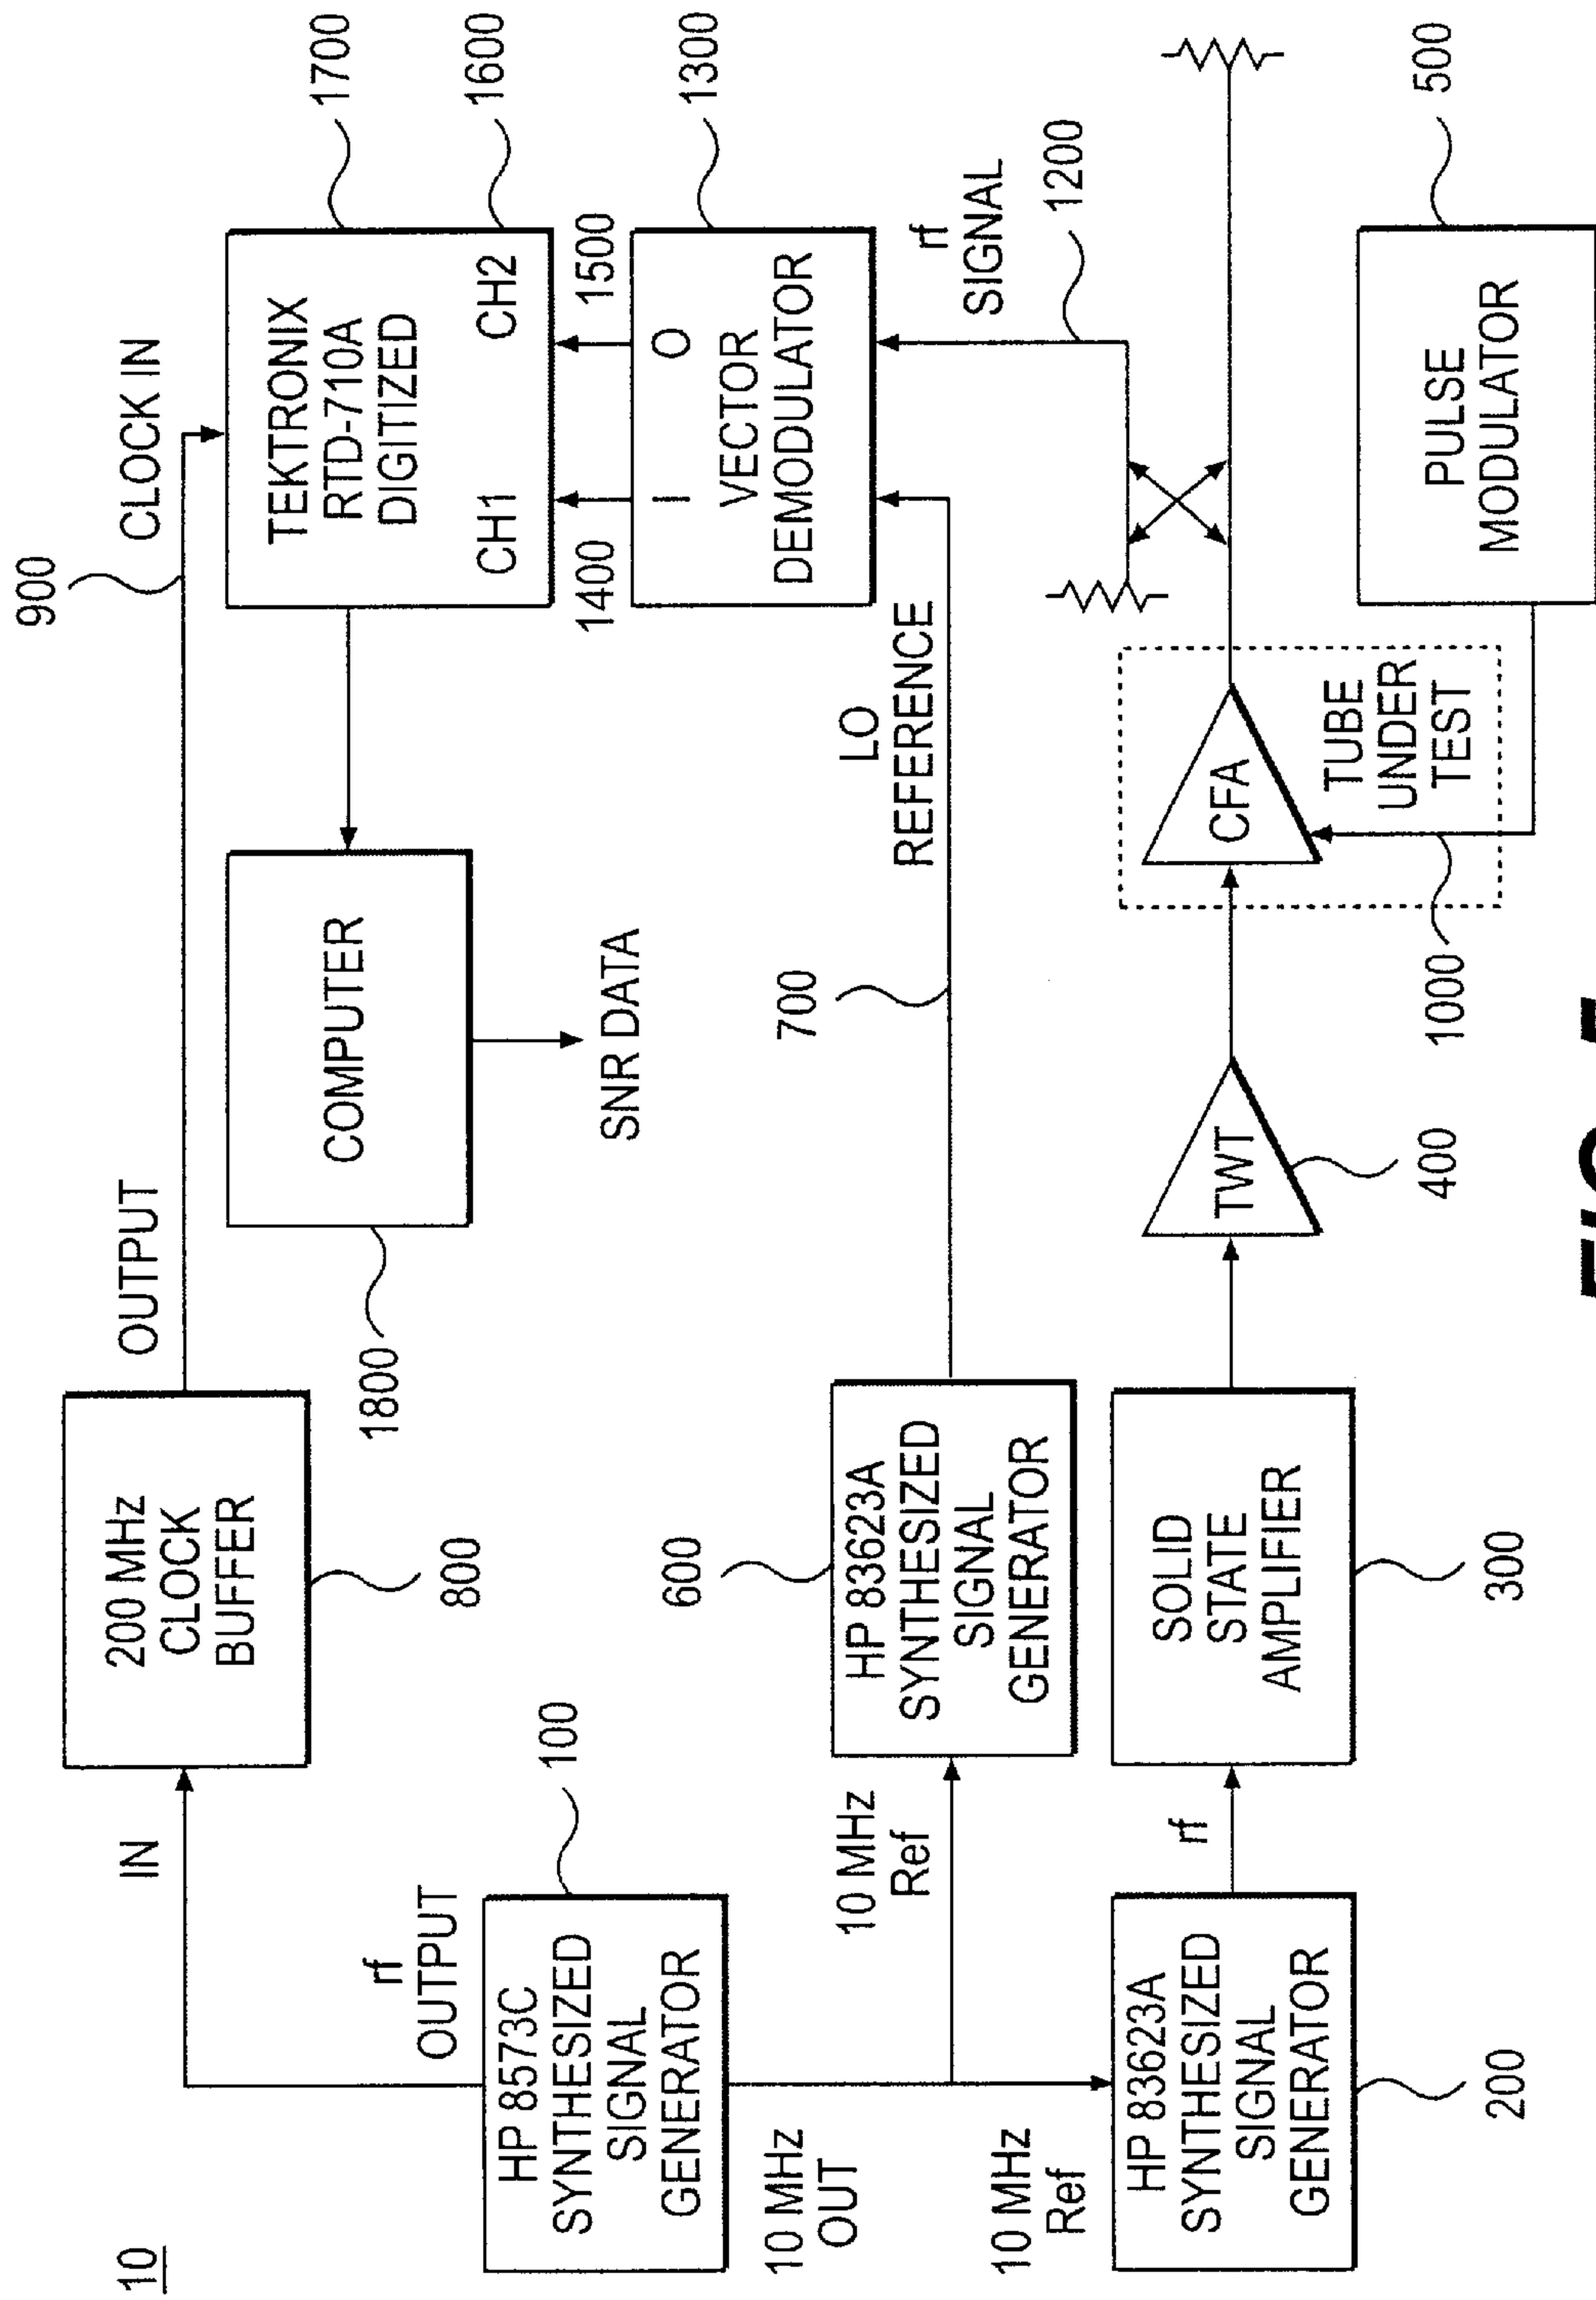 10
IN
200 MHz
CLOCK
BUFFER
800
OUTPUT
900
CLOCK IN
rf
OUTPUT
HP 8573C
SYNTHESIZED
SIGNAL
GENERATOR
100
10 MHz
OUT
COMPUTER
1800
SNR DATA
TEKTRONIX
RTD-710A
DIGITIZED
CH1
CH2
1700
1600
1400
1500
I
O
VECTOR
DEMODULATOR
1300
10 MHz
Ref
600
HP 83623A
SYNTHESIZED
SIGNAL
GENERATOR
700
LO
REFERENCE
rf
SIGNAL
1200
10 MHz
Ref
HP 83623A
SYNTHESIZED
SIGNAL
GENERATOR
200
rf
SOLID
STATE
AMPLIFIER
300
TWT
400
CFA
TUBE
UNDER
TEST
1000
PULSE
MODULATOR
500